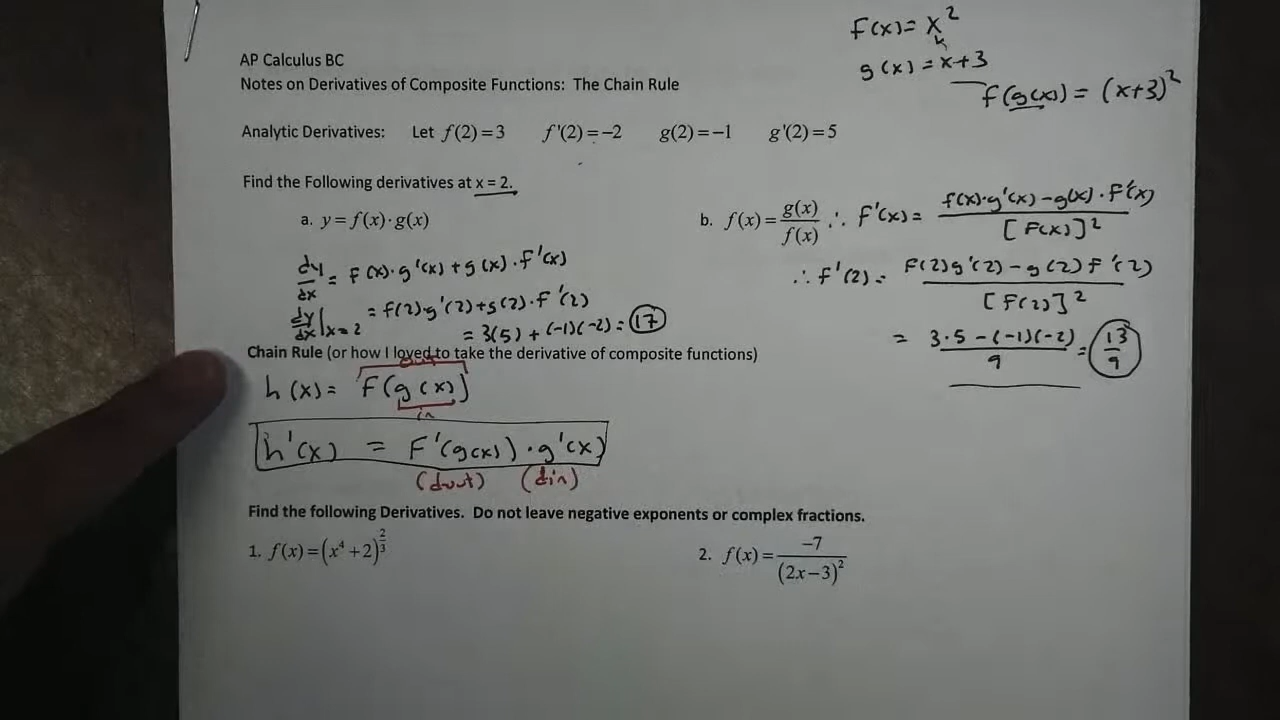 F(x) = x²
g(x) = x+3
F(g(x)) = (x+3)²
AP Calculus BC
Notes on Derivatives of Composite Functions: The Chain Rule
Analytic Derivatives: Let f(2)=3 f'(2)=-2 g(2)=-1 g'(2)=5
Find the Following derivatives at x = 2.
a. y = f(x)·g(x)
dy/dx = F(x)·g'(x)+g(x)·F'(x)
dy/dx|x=2 = F(2)g'(2)+g(2)·F'(2)
= 3(5)+(-1)(-2) = 17
b. f(x) = g(x)/f(x) ∴ F'(x) = (f(x)·g'(x)-g(x)·F'(x))/[F(x)]²
∴ F'(2) = (F(2)g'(2)-g(2)F'(2))/[F(2)]²
= (3·5-(-1)(-2))/9 = 13/9
Chain Rule (or how I loved to take the derivative of composite functions)
out
h(x) = F(g(x))
in
h'(x) = F'(g(x))·g'(x)
(dout) (din)
Find the following Derivatives. Do not leave negative exponents or complex fractions.
1. f(x) = (x⁴+2)^(2/3)
2. f(x) = -7/(2x-3)²